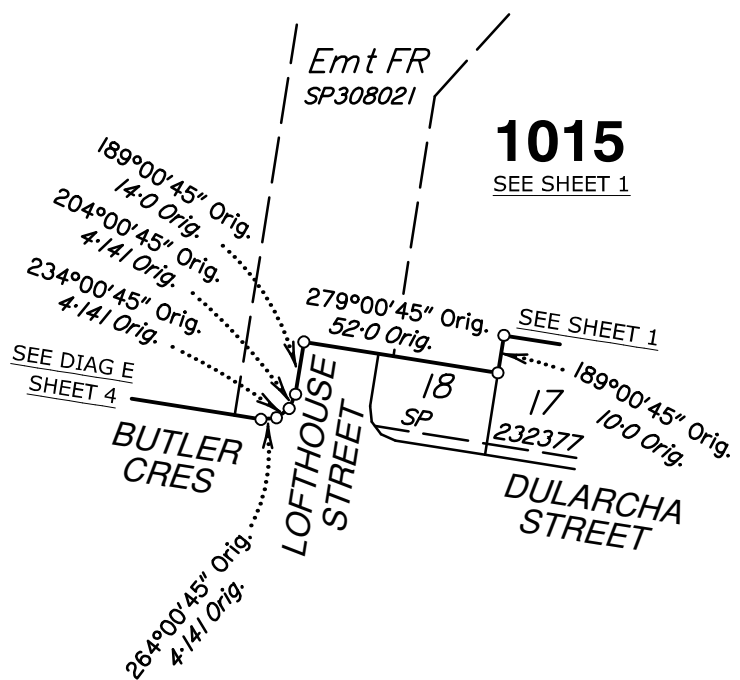 Emt FR
SP308021
1015
SEE SHEET 1
189°00'45" Orig.
14·0 Orig.
204°00'45" Orig.
4·141 Orig.
234°00'45" Orig.
4·141 Orig.
279°00'45" Orig.
52·0 Orig.
SEE SHEET 1
SEE DIAG E
SHEET 4
18
SP
17
232377
189°00'45" Orig.
10·0 Orig.
BUTLER
CRES
LOFTHOUSE
STREET
DULARCHA
STREET
264°00'45" Orig.
4·141 Orig.